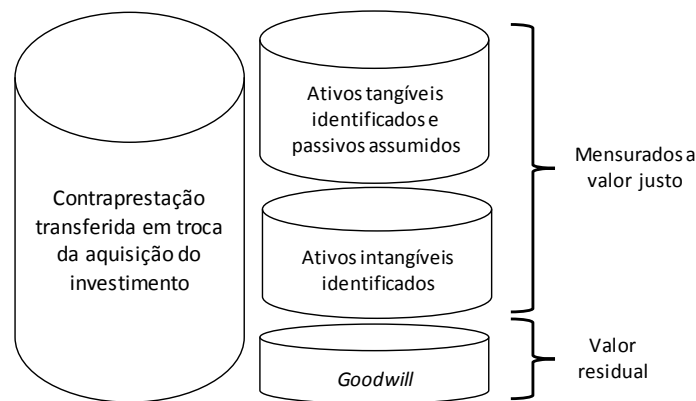 Contraprestação
transferida em troca
da aquisição do
investimento
Ativos tangíveis
identificados e
passivos assumidos
Ativos intangíveis
identificados
Goodwill
Mensurados a
valor justo
Valor
residual